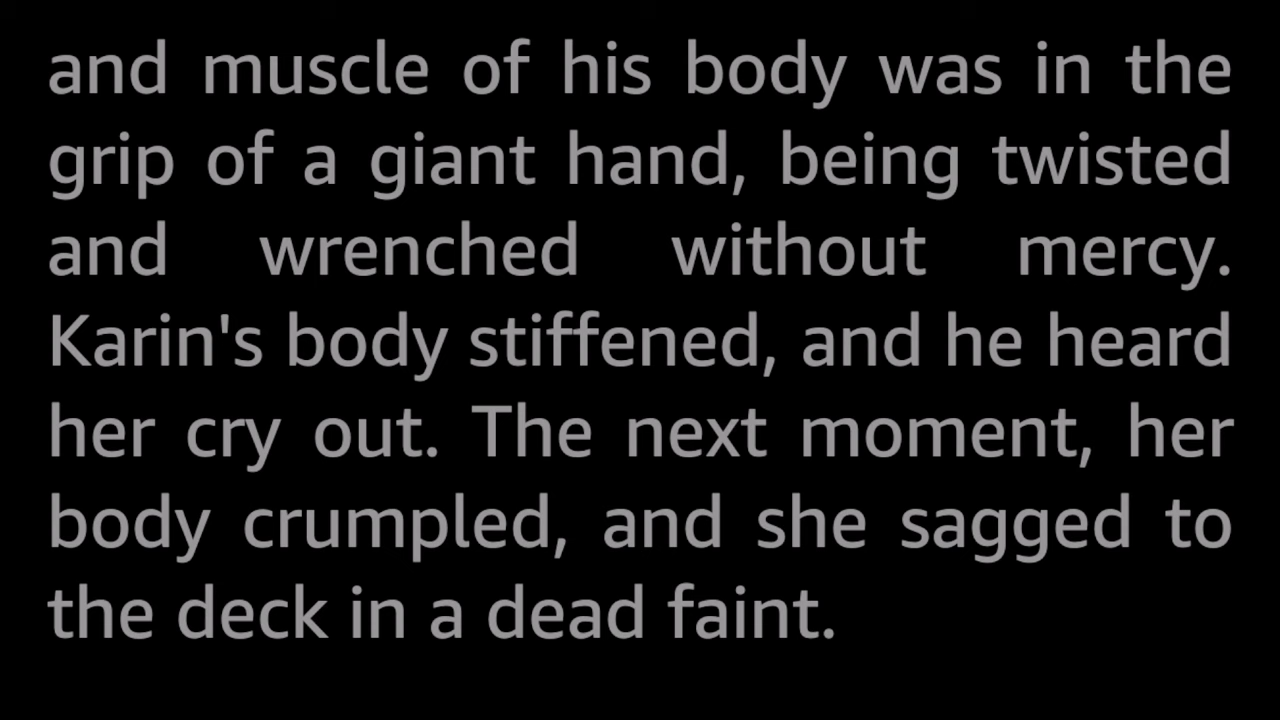 and muscle of his body was in the
grip of a giant hand, being twisted
and wrenched without mercy.
Karin's body stiffened, and he heard
her cry out. The next moment, her
body crumpled, and she sagged to
the deck in a dead faint.